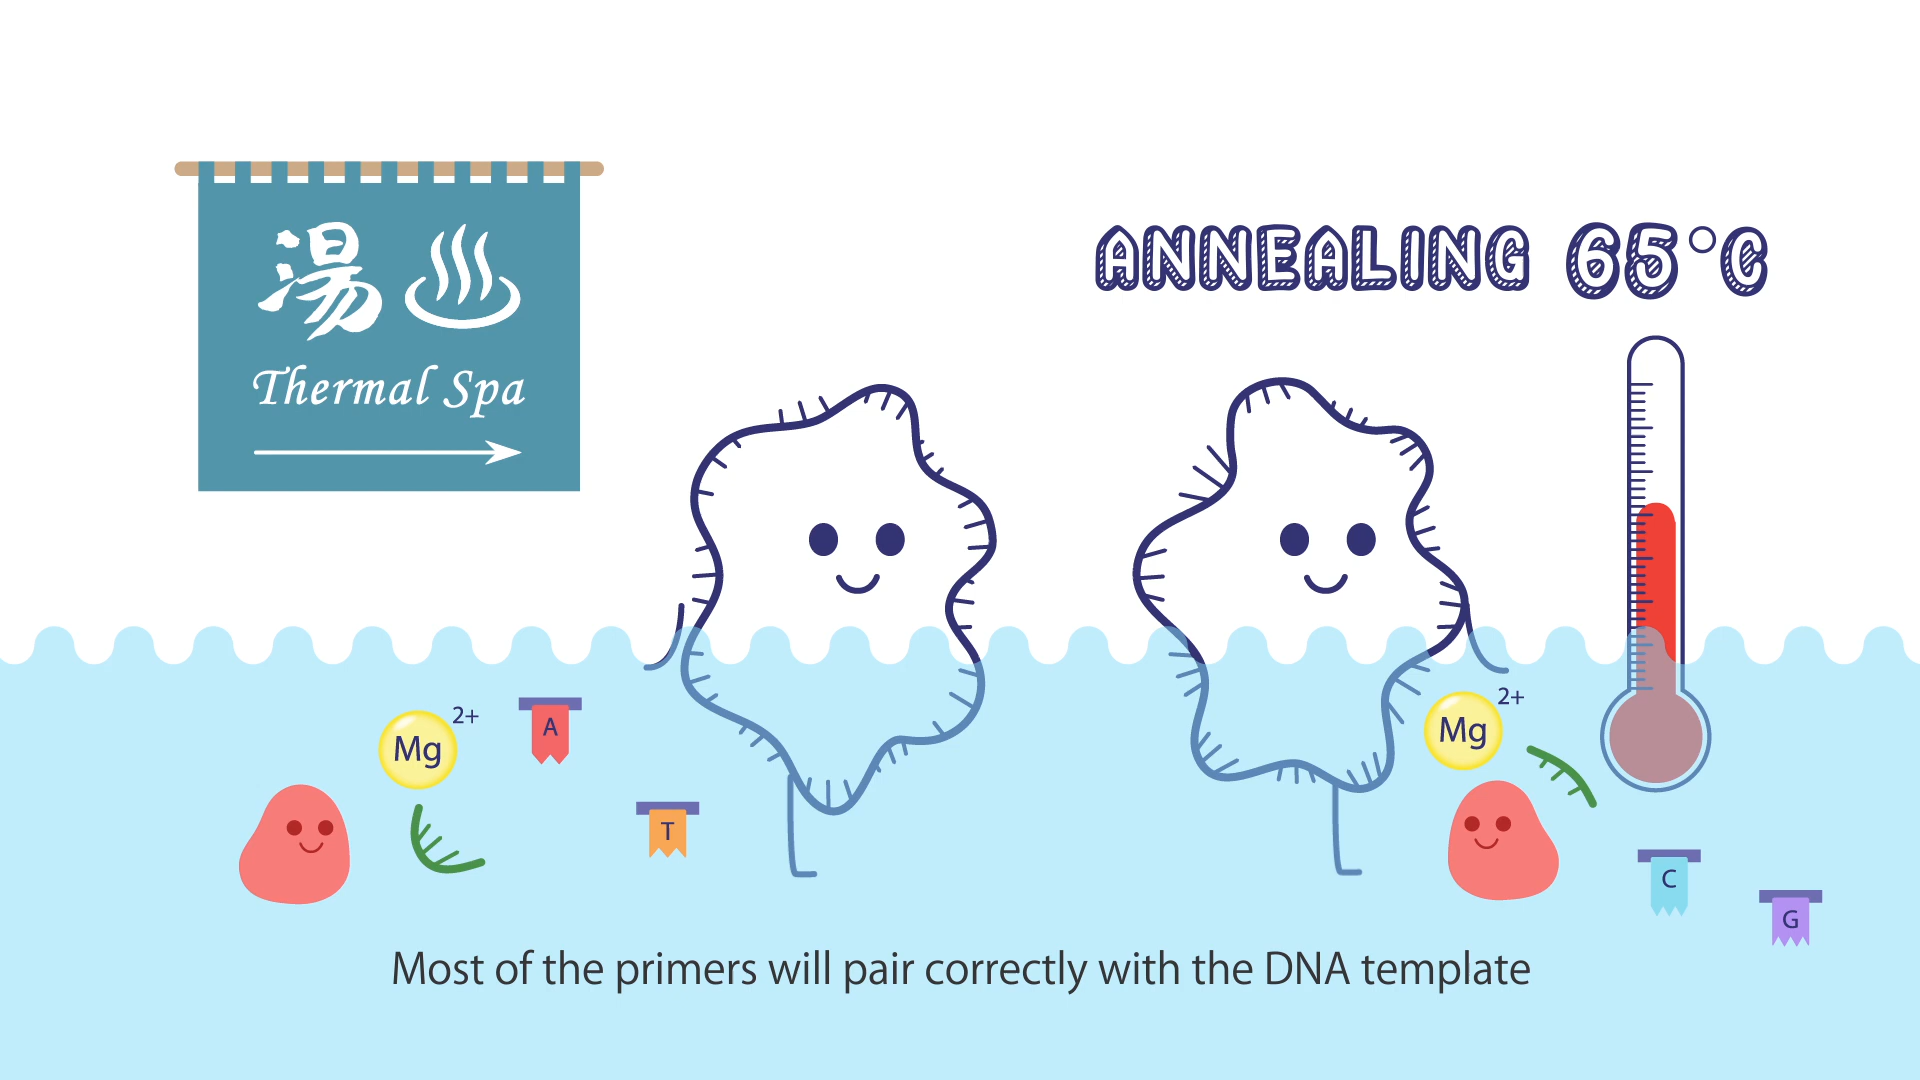 湯
Thermal Spa
ANNEALING 65°C
Mg 2+
A
T
Mg 2+
C
G
Most of the primers will pair correctly with the DNA template